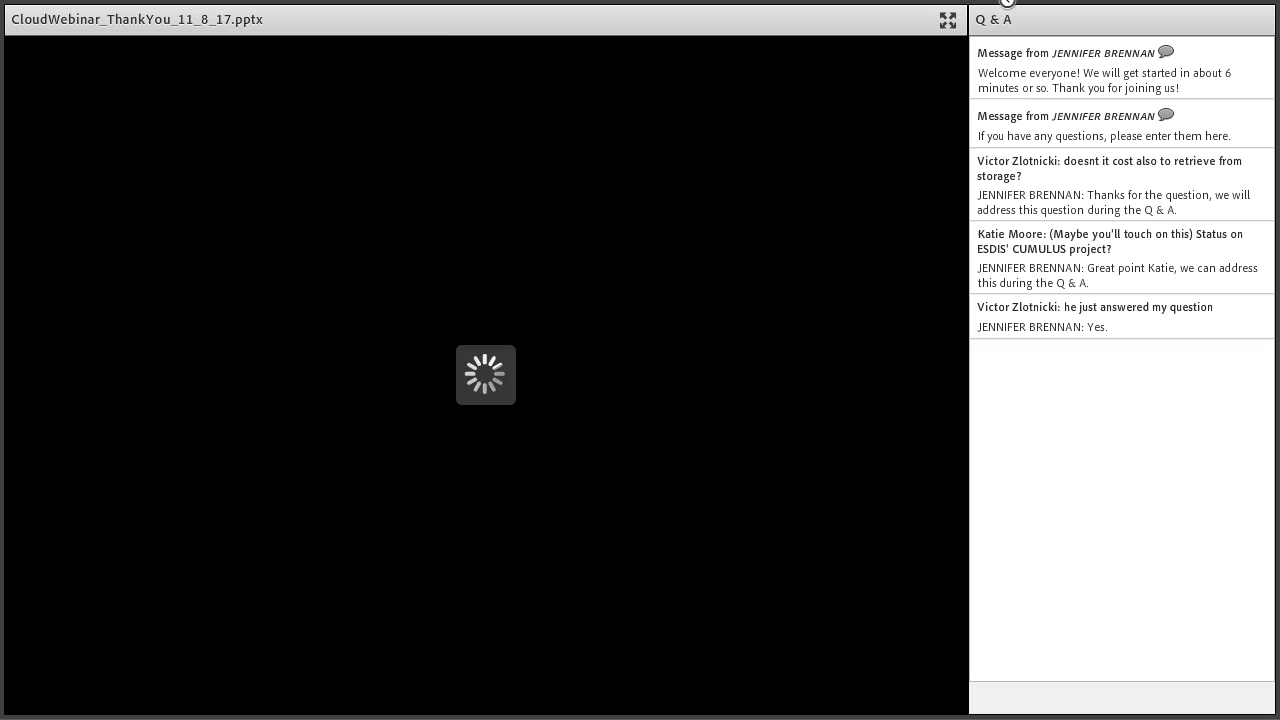 CloudWebinar_ThankYou_11_8_17.pptx
Q & A
Message from JENNIFER BRENNAN
Welcome everyone! We will get started in about 6
minutes or so. Thank you for joining us!
Message from JENNIFER BRENNAN
If you have any questions, please enter them here.
Victor Zlotnicki: doesnt it cost also to retrieve from
storage?
JENNIFER BRENNAN: Thanks for the question, we will
address this question during the Q & A.
Katie Moore: (Maybe you'll touch on this) Status on
ESDIS' CUMULUS project?
JENNIFER BRENNAN: Great point Katie, we can address
this during the Q & A.
Victor Zlotnicki: he just answered my question
JENNIFER BRENNAN: Yes.